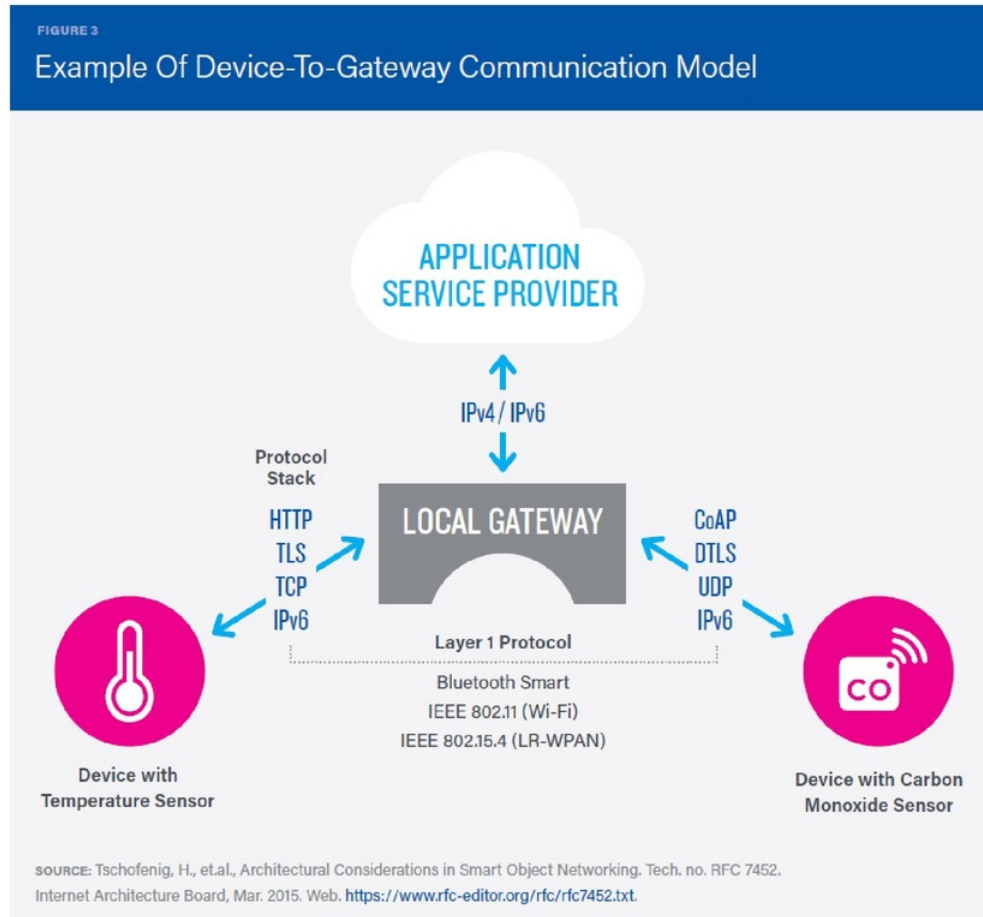 FIGURE 3
Example Of Device-To-Gateway Communication Model
APPLICATION
SERVICE PROVIDER
IPv4 / IPv6
Protocol
Stack
HTTP
TLS
TCP
IPv6
LOCAL GATEWAY
CoAP
DTLS
UDP
IPv6
Layer 1 Protocol
Bluetooth Smart
IEEE 802.11 (Wi-Fi)
IEEE 802.15.4 (LR-WPAN)
CO
Device with
Temperature Sensor
Device with Carbon
Monoxide Sensor
SOURCE: Tschofenig, H., et.al., Architectural Considerations in Smart Object Networking. Tech. no. RFC 7452.
Internet Architecture Board, Mar. 2015. Web. https://www.rfc-editor.org/rfc/rfc7452.txt.